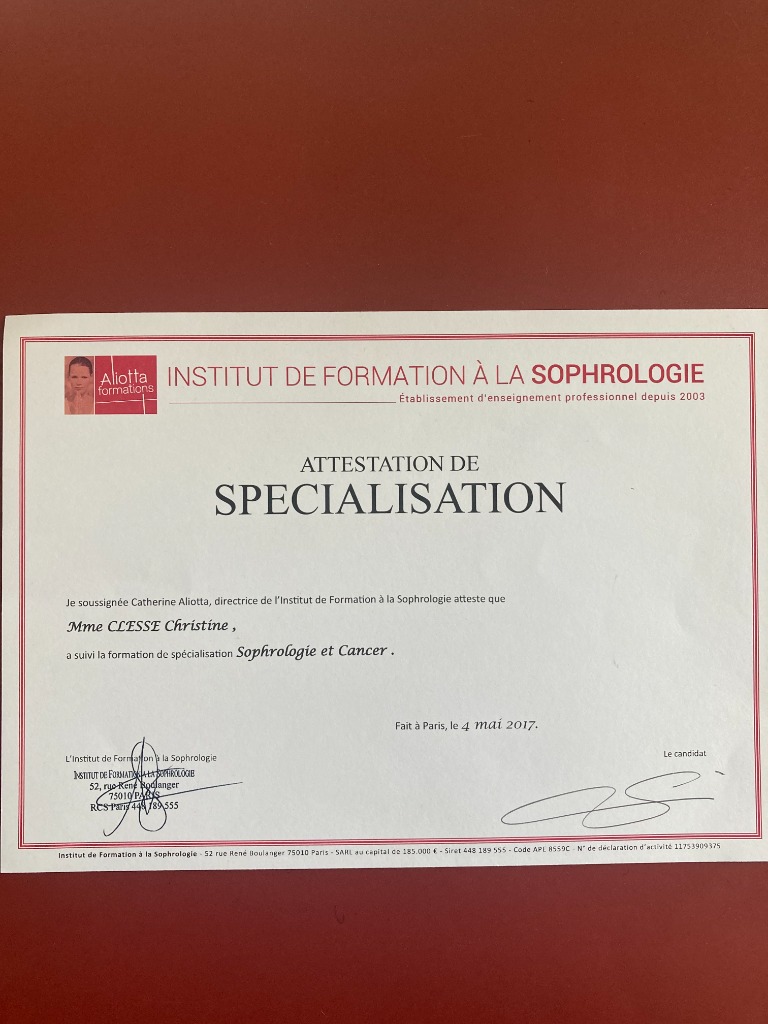 Aliotta
formations
INSTITUT DE FORMATION À LA SOPHROLOGIE
Établissement d'enseignement professionnel depuis 2003
ATTESTATION DE
SPECIALISATION
Je soussignée Catherine Aliotta, directrice de l'Institut de Formation à la Sophrologie atteste que
Mme CLESSE Christine ,
a suivi la formation de spécialisation Sophrologie et Cancer .
Fait à Paris, le 4 mai 2017.
L'Institut de Formation à la Sophrologie
Le candidat
INSTITUT DE FORMATION A LA SOPHROLOGIE
52, rue René Boulanger
75010 PARIS
RCS Paris 448 189 555
Institut de Formation à la Sophrologie - 52 rue René Boulanger 75010 Paris - SARL au capital de 185.000 € - Siret 448 189 555 - Code APE 8559C - N° de déclaration d'activité 11753909375